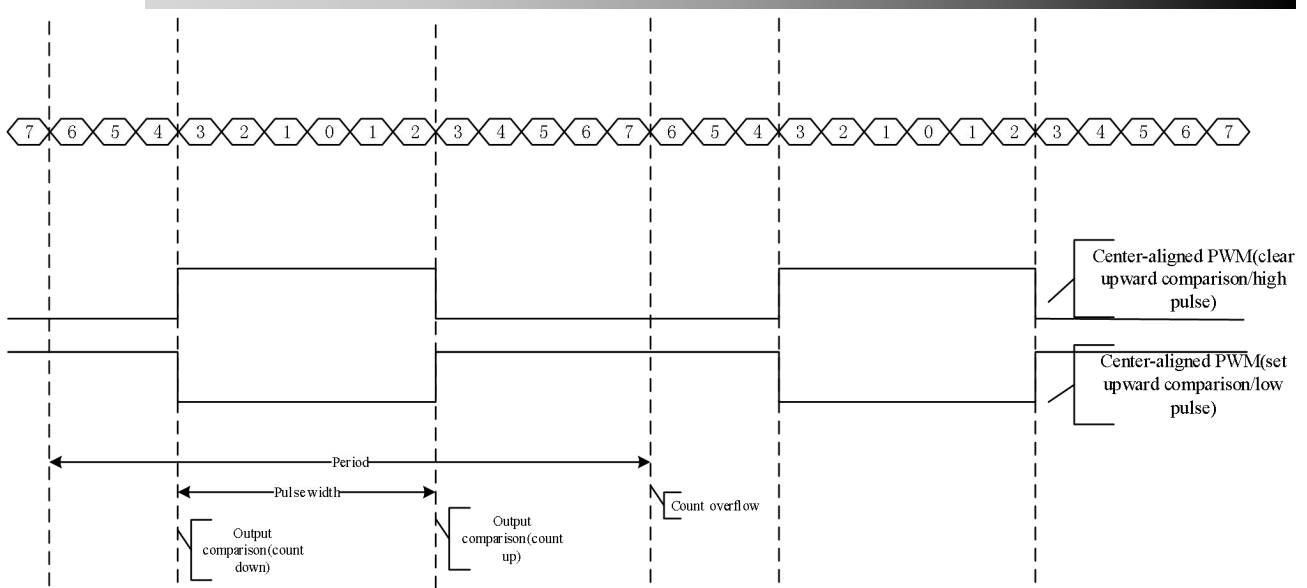 7 6 5 4 3 2 1 0 1 2 3 4 5 6 7 6 5 4 3 2 1 0 1 2 3 4 5 6 7
Center-aligned PWM(clear
upward comparison/high
pulse)
Center-aligned PWM(set
upward comparison/low
pulse)
Period
Pulse width
Count overflow
Output
comparison(count
down)
Output
comparison(count
up)